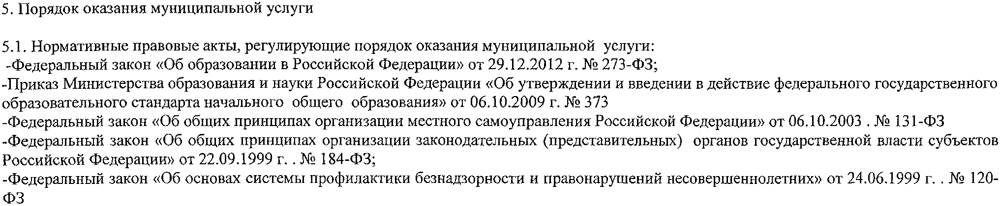 5. Порядок оказания муниципальной услуги
5.1. Нормативные правовые акты, регулирующие порядок оказания муниципальной услуги:
-Федеральный закон «Об образовании в Российской Федерации» от 29.12.2012 г. № 273-ФЗ;
-Приказ Министерства образования и науки Российской Федерации «Об утверждении и введении в действие федерального государственного
образовательного стандарта начального общего образования» от 06.10.2009 г. № 373
-Федеральный закон «Об общих принципах организации местного самоуправления Российской Федерации» от 06.10.2003 . № 131-ФЗ
-Федеральный закон «Об общих принципах организации законодательных (представительных) органов государственной власти субъектов
Российской Федерации» от 22.09.1999 г. . № 184-ФЗ;
-Федеральный закон «Об основах системы профилактики безнадзорности и правонарушений несовершеннолетних» от 24.06.1999 г. . № 120-
ФЗ